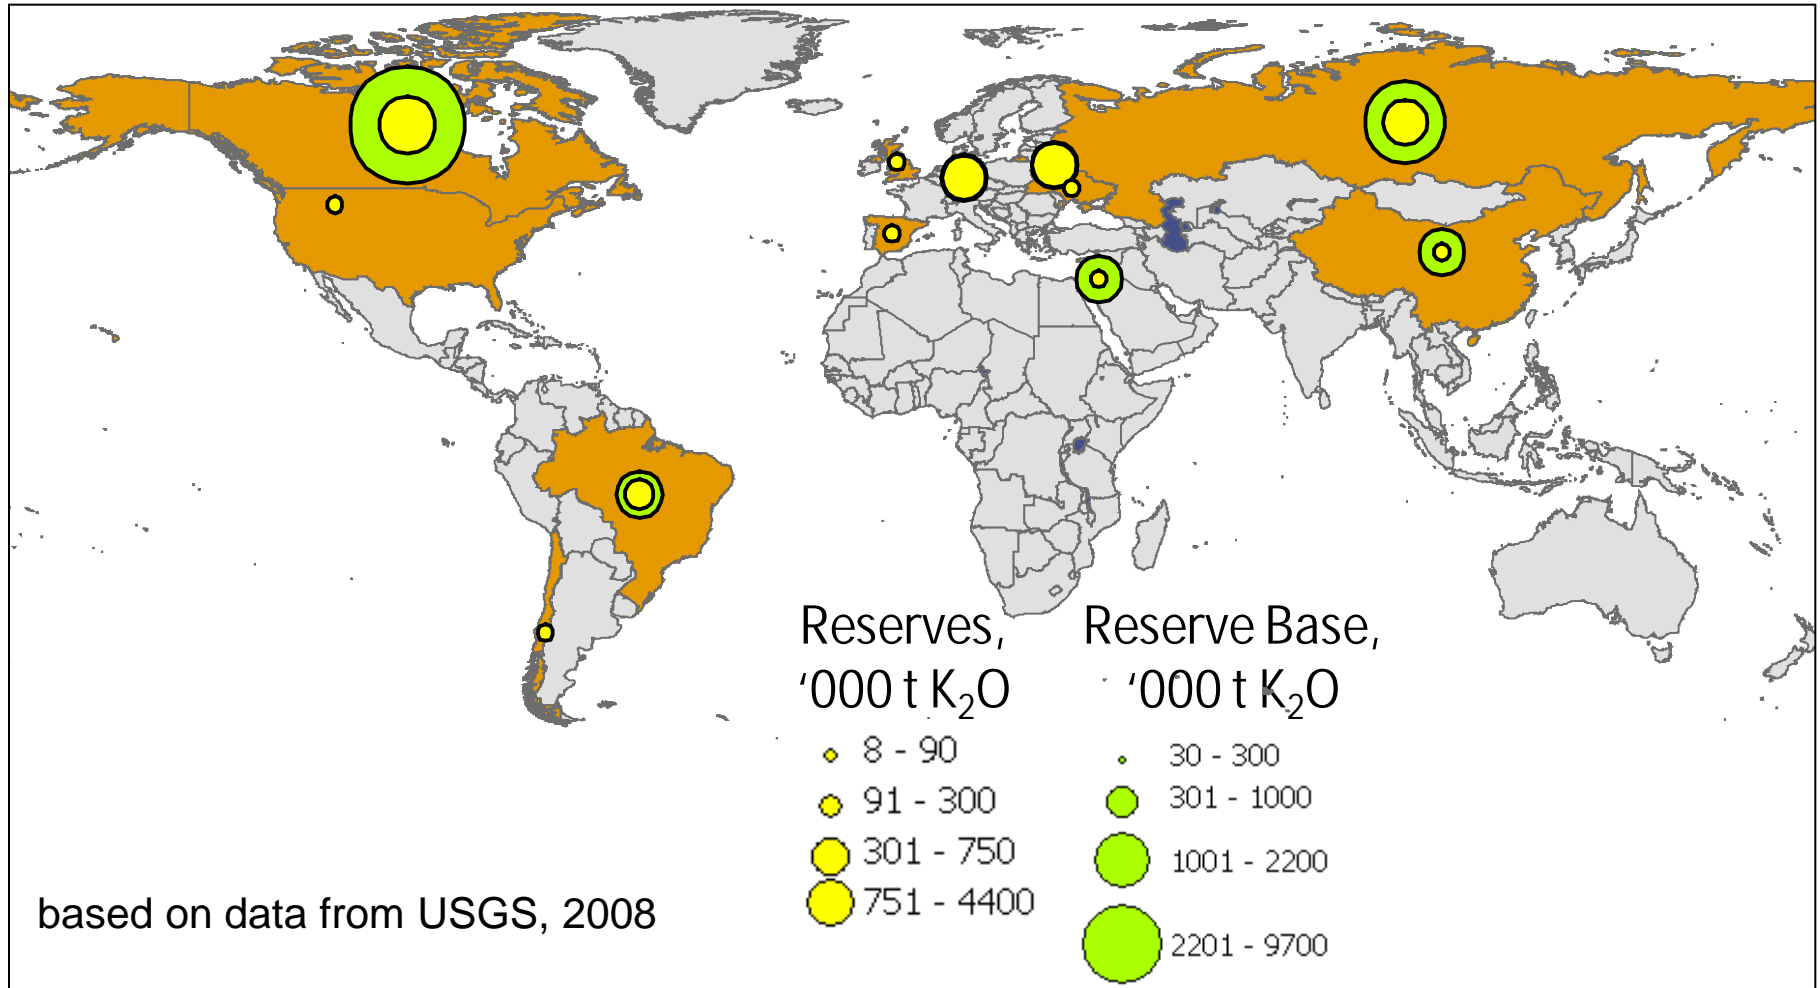 Reserves,
‘000 t K₂O
8 - 90
91 - 300
301 - 750
751 - 4400
Reserve Base,
‘000 t K₂O
30 - 300
301 - 1000
1001 - 2200
2201 - 9700
based on data from USGS, 2008